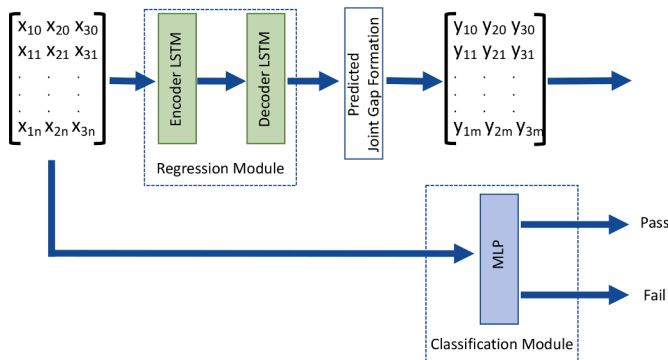 x10 x20 x30
x11 x21 x31
. . .
. . .
x1n x2n x3n
Encoder LSTM
Decoder LSTM
Regression Module
Predicted
Joint Gap Formation
y10 y20 y30
y11 y21 y31
. . .
. . .
y1m y2m y3m
MLP
Pass
Fail
Classification Module